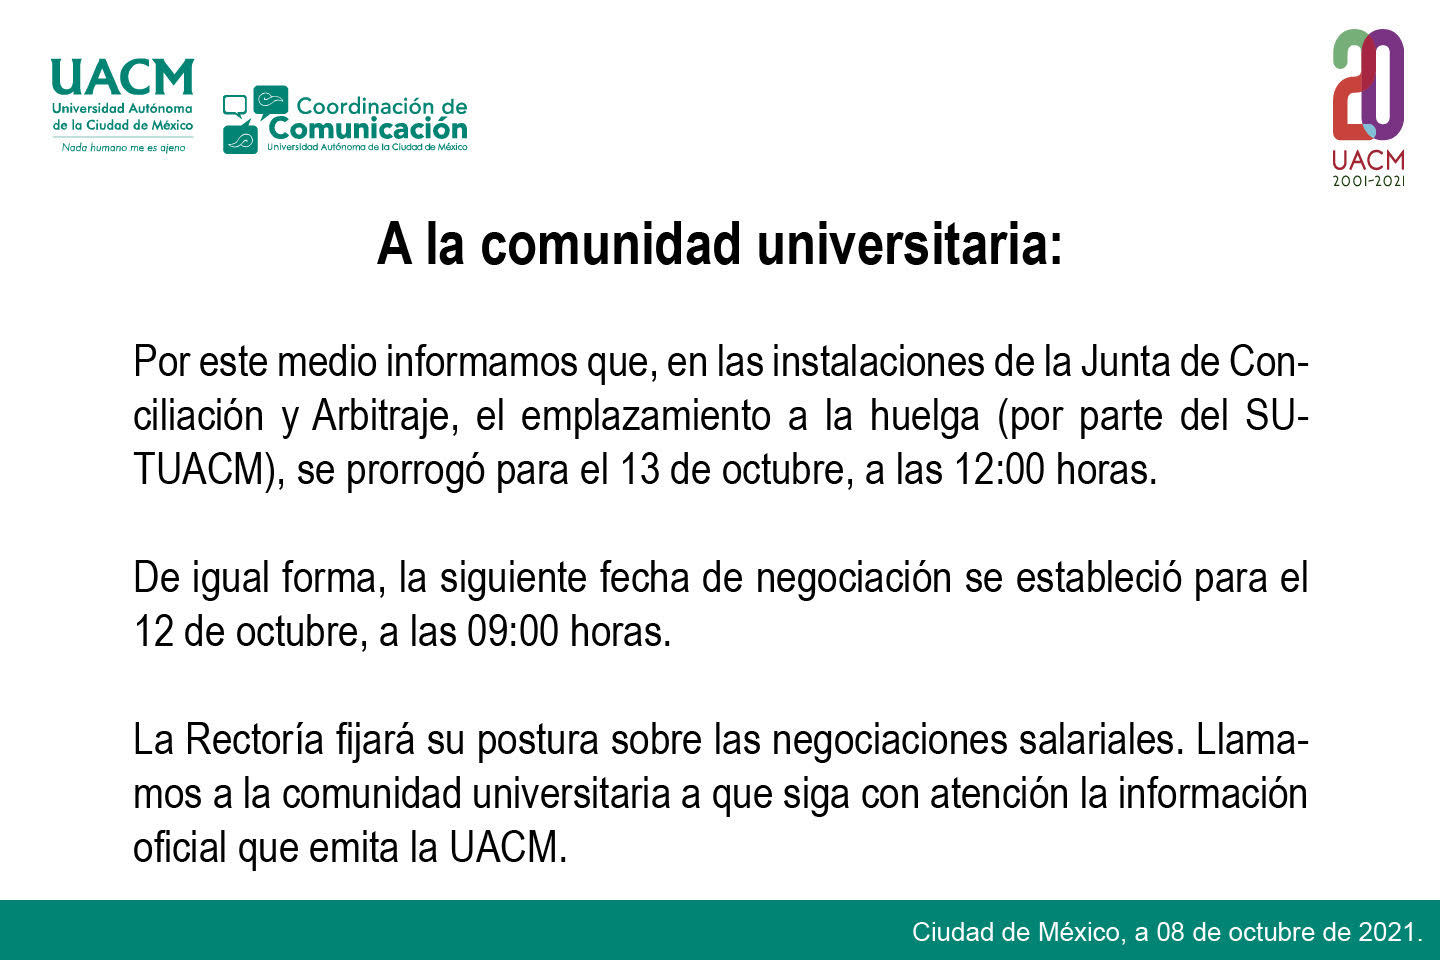 UACM
Universidad Autónoma
de la Ciudad de México
Nada humano me es ajeno
Coordinación de
Comunicación
Universidad Autónoma de la Ciudad de México
20
UACM
2001-2021
A la comunidad universitaria:
Por este medio informamos que, en las instalaciones de la Junta de Con-
ciliación y Arbitraje, el emplazamiento a la huelga (por parte del SU-
TUACM), se prorrogó para el 13 de octubre, a las 12:00 horas.
De igual forma, la siguiente fecha de negociación se estableció para el
12 de octubre, a las 09:00 horas.
La Rectoría fijará su postura sobre las negociaciones salariales. Llama-
mos a la comunidad universitaria a que siga con atención la información
oficial que emita la UACM.
Ciudad de México, a 08 de octubre de 2021.